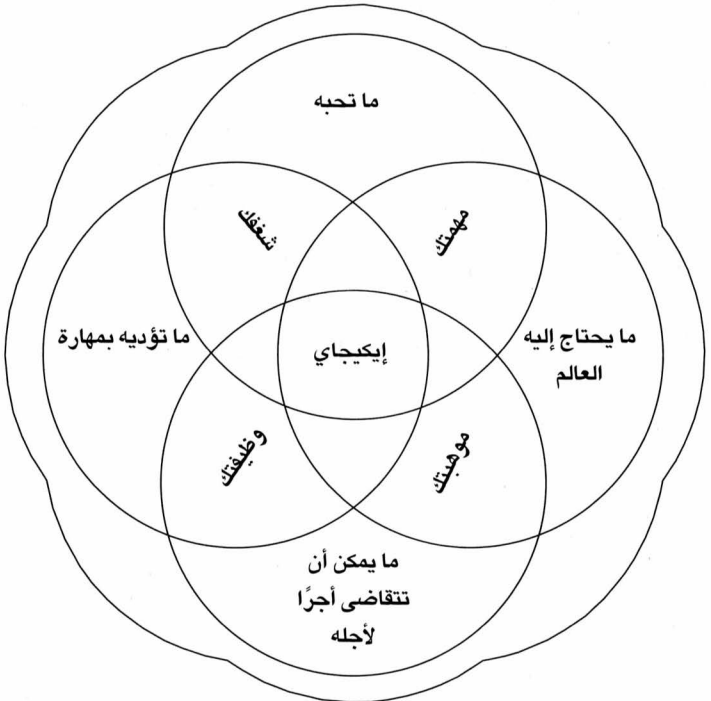 ما تحبه
شغفك
مهمتك
ما تؤديه بمهارة
إيكيجاي
ما يحتاج إليه
العالم
وظيفتك
موهبتك
ما يمكن أن
تتقاضى أجرًا
لأجله